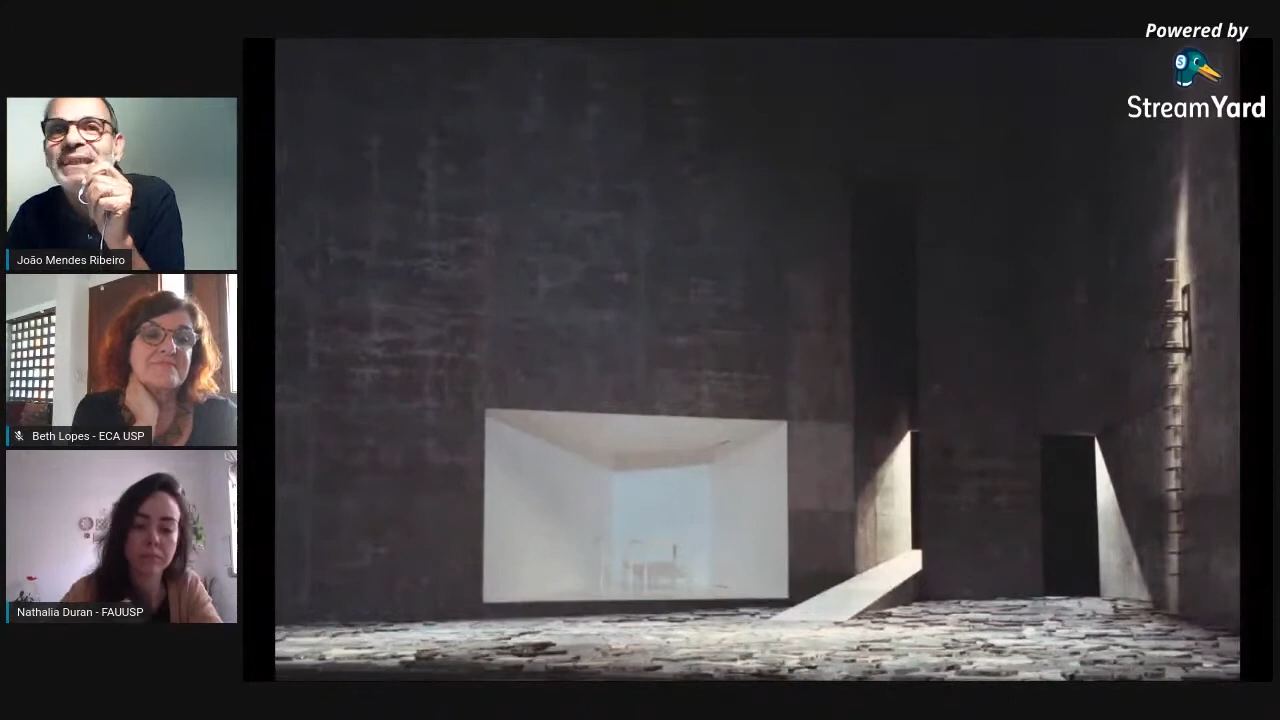 Powered by
StreamYard
João Mendes Ribeiro
Beth Lopes - ECA USP
Nathalia Duran - FAUUSP